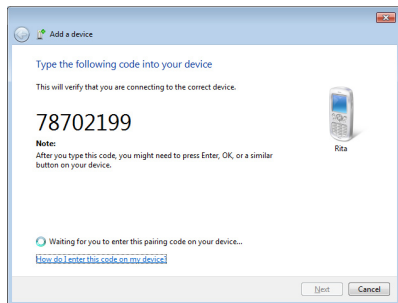 Add a device
Type the following code into your device
This will verify that you are connecting to the correct device.
78702199
Note:
After you type this code, you might need to press Enter, OK, or a similar
button on your device.
Rita
Waiting for you to enter this pairing code on your device...
How do I enter this code on my device?
Next
Cancel